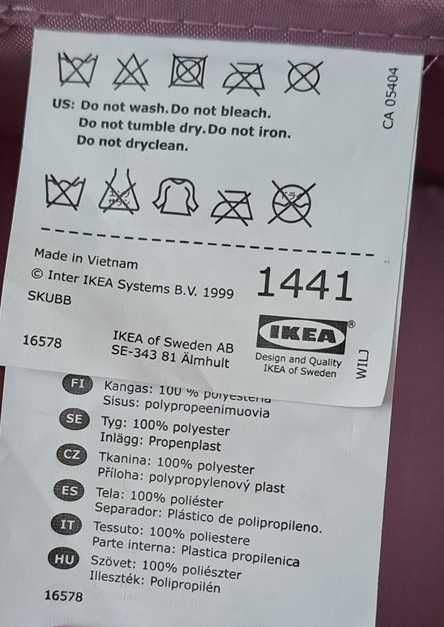 CA 05404
US: Do not wash. Do not bleach.
Do not tumble dry. Do not iron.
Do not dryclean.
Made in Vietnam
© Inter IKEA Systems B.V. 1999
SKUBB
1441
IKEA®
Design and Quality
IKEA of Sweden
WILJ
16578
IKEA of Sweden AB
SE-343 81 Älmhult
FI Kangas: 100 % polyesteriä
Sisus: polypropeenimuovia
SE Tyg: 100% polyester
Inlägg: Propenplast
CZ Tkanina: 100% polyester
Příloha: polypropylenový plast
ES Tela: 100% poliéster
Separador: Plástico de polipropileno.
IT Tessuto: 100% poliestere
Parte interna: Plastica propilenica
HU Szövet: 100% poliészter
Illeszték: Polipropilén
16578